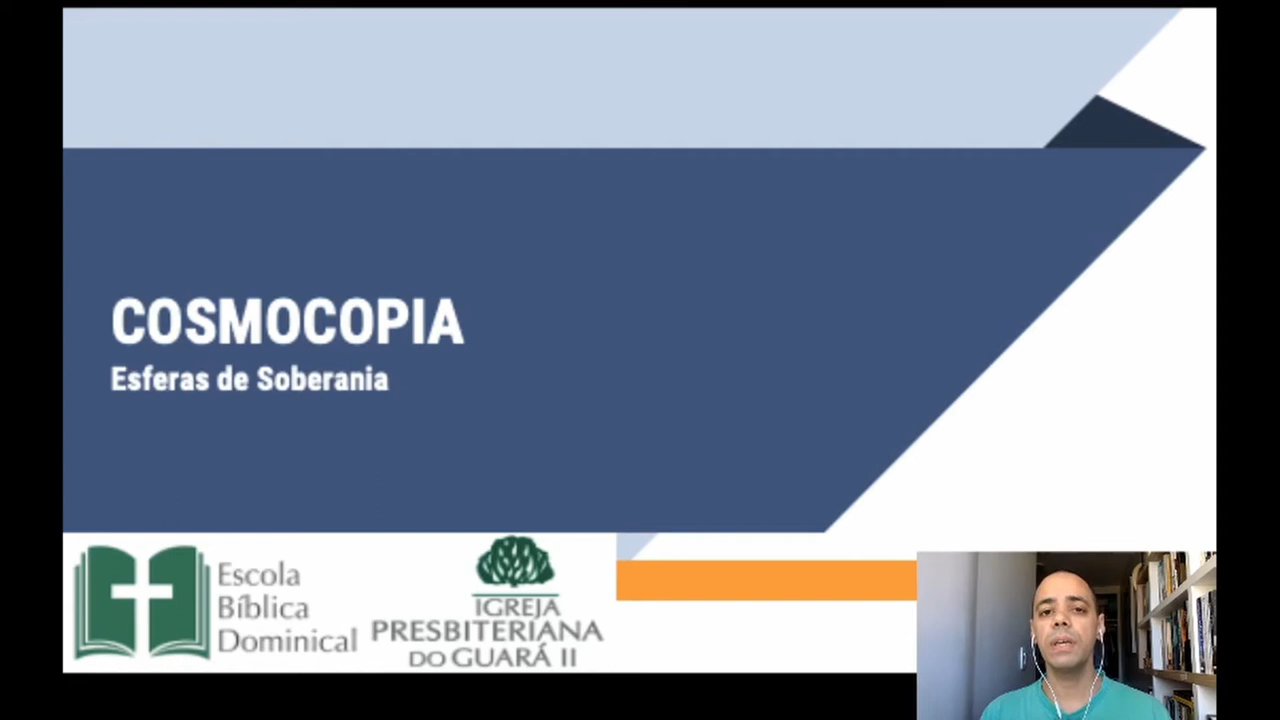 COSMOCOPIA
Esferas de Soberania
Escola
Bíblica
Dominical
IGREJA
PRESBITERIANA
DO GUARÁ II